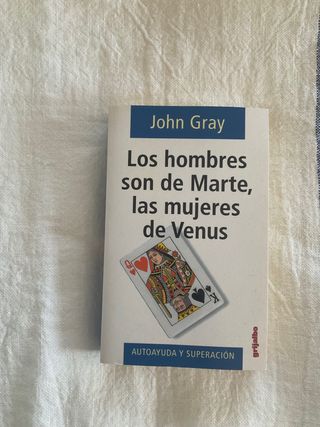 John Gray
Los hombres
son de Marte,
las mujeres
de Venus
AUTOAYUDA Y SUPERACIÓN
grijalbo